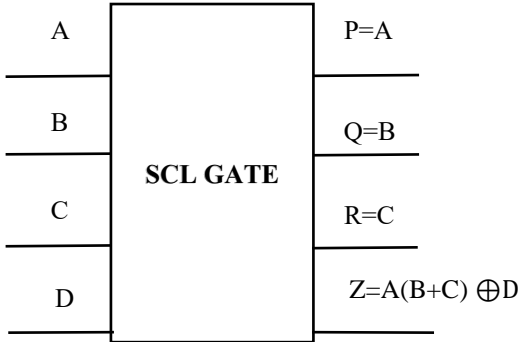 A
P=A
B
Q=B
SCL GATE
C
R=C
D
Z=A(B+C) ⊕D